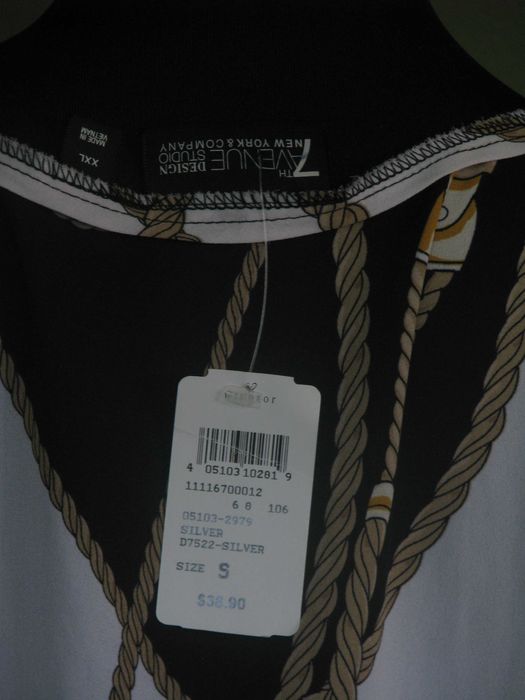 7TH
AVENUE
DESIGN
STUDIO
NEW YORK & COMPANY
XXL
MADE IN
VIETNAM
4 05103 10281 9
11116700012
6 8 106
05103-2979
SILVER
D7522-SILVER
SIZE S
$38.90